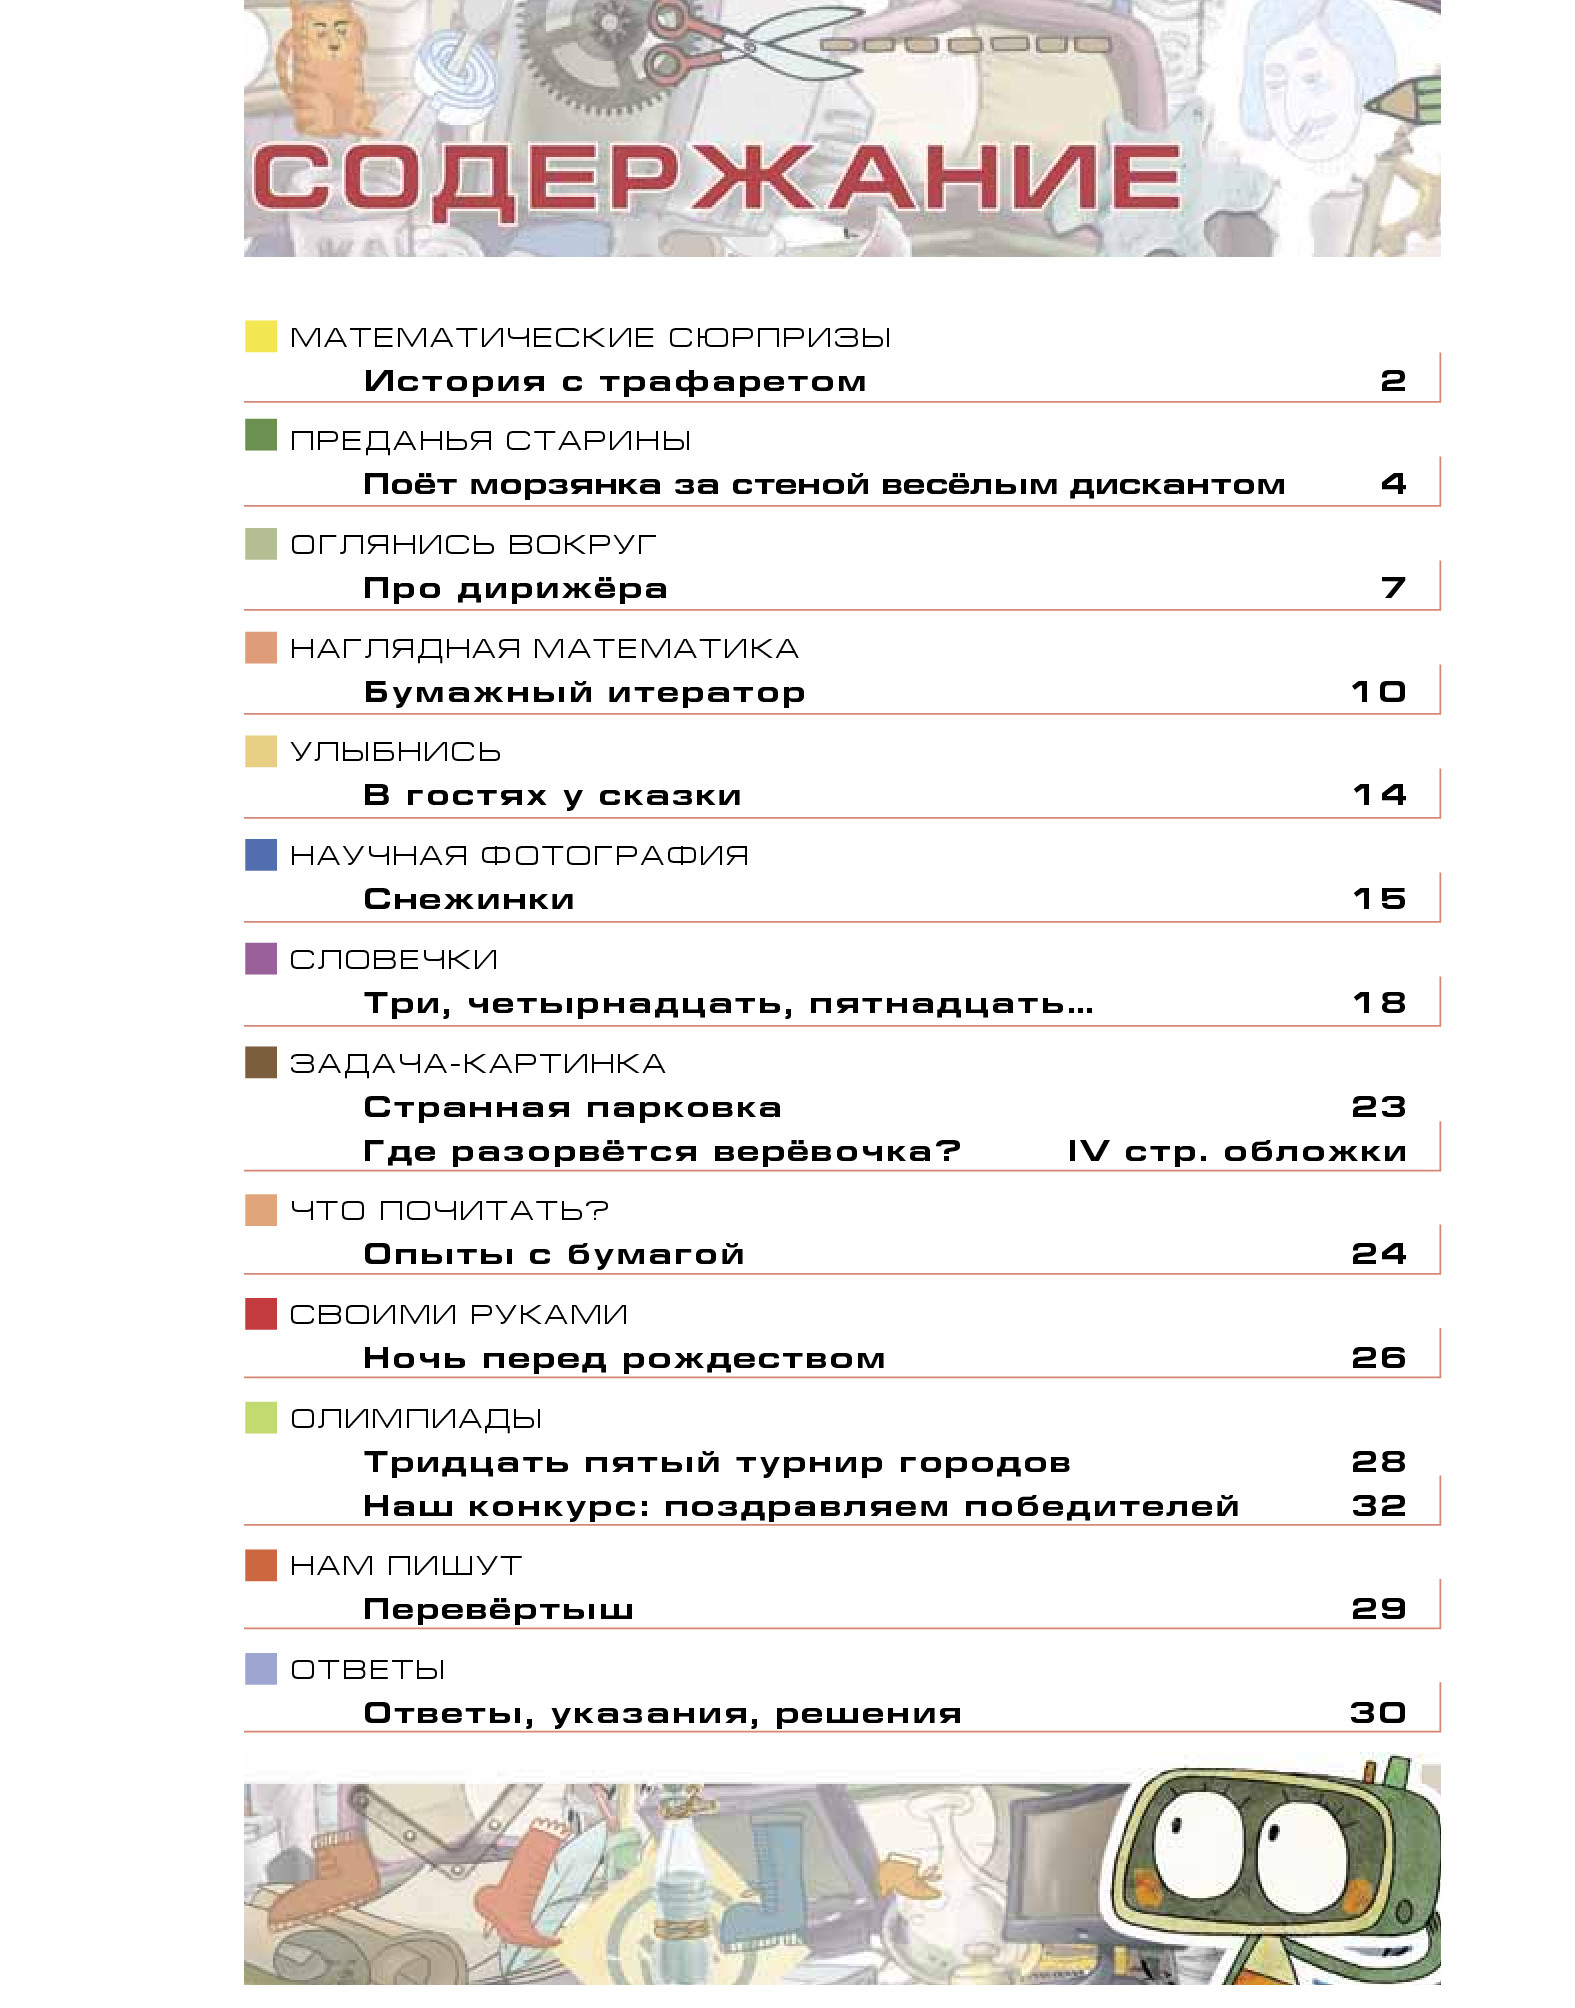 СОДЕРЖАНИЕ
МАТЕМАТИЧЕСКИЕ СЮРПРИЗЫ
История с трафаретом 2
ПРЕДАНЬЯ СТАРИНЫ
Поёт морзянка за стеной весёлым дискантом 4
ОГЛЯНИСЬ ВОКРУГ
Про дирижёра 7
НАГЛЯДНАЯ МАТЕМАТИКА
Бумажный итератор 10
УЛЫБНИСЬ
В гостях у сказки 14
НАУЧНАЯ ФОТОГРАФИЯ
Снежинки 15
СЛОВЕЧКИ
Три, четырнадцать, пятнадцать... 18
ЗАДАЧА-КАРТИНКА
Странная парковка 23
Где разорвётся верёвочка? IV стр. обложки
ЧТО ПОЧИТАТЬ?
Опыты с бумагой 24
СВОИМИ РУКАМИ
Ночь перед рождеством 26
ОЛИМПИАДЫ
Тридцать пятый турнир городов 28
Наш конкурс: поздравляем победителей 32
НАМ ПИШУТ
Перевёртыш 29
ОТВЕТЫ
Ответы, указания, решения 30